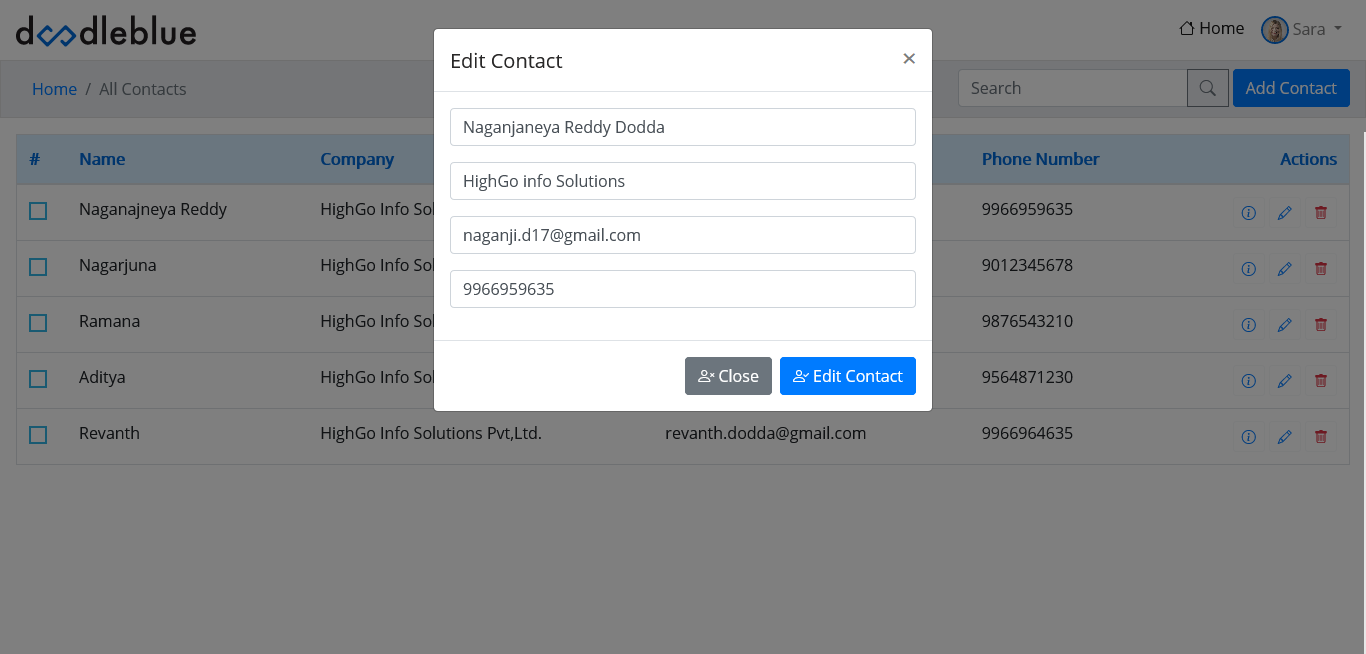 doodleblue
Home
Sara
Home / All Contacts
Search
Add Contact
Edit Contact
×
Naganjaneya Reddy Dodda
HighGo info Solutions
naganji.d17@gmail.com
9966959635
Close
Edit Contact
# Name Company Phone Number Actions
Naganajneya Reddy HighGo Info Sol 9966959635
Nagarjuna HighGo Info Sol 9012345678
Ramana HighGo Info Sol 9876543210
Aditya HighGo Info Sol 9564871230
Revanth HighGo Info Solutions Pvt,Ltd. revanth.dodda@gmail.com 9966964635